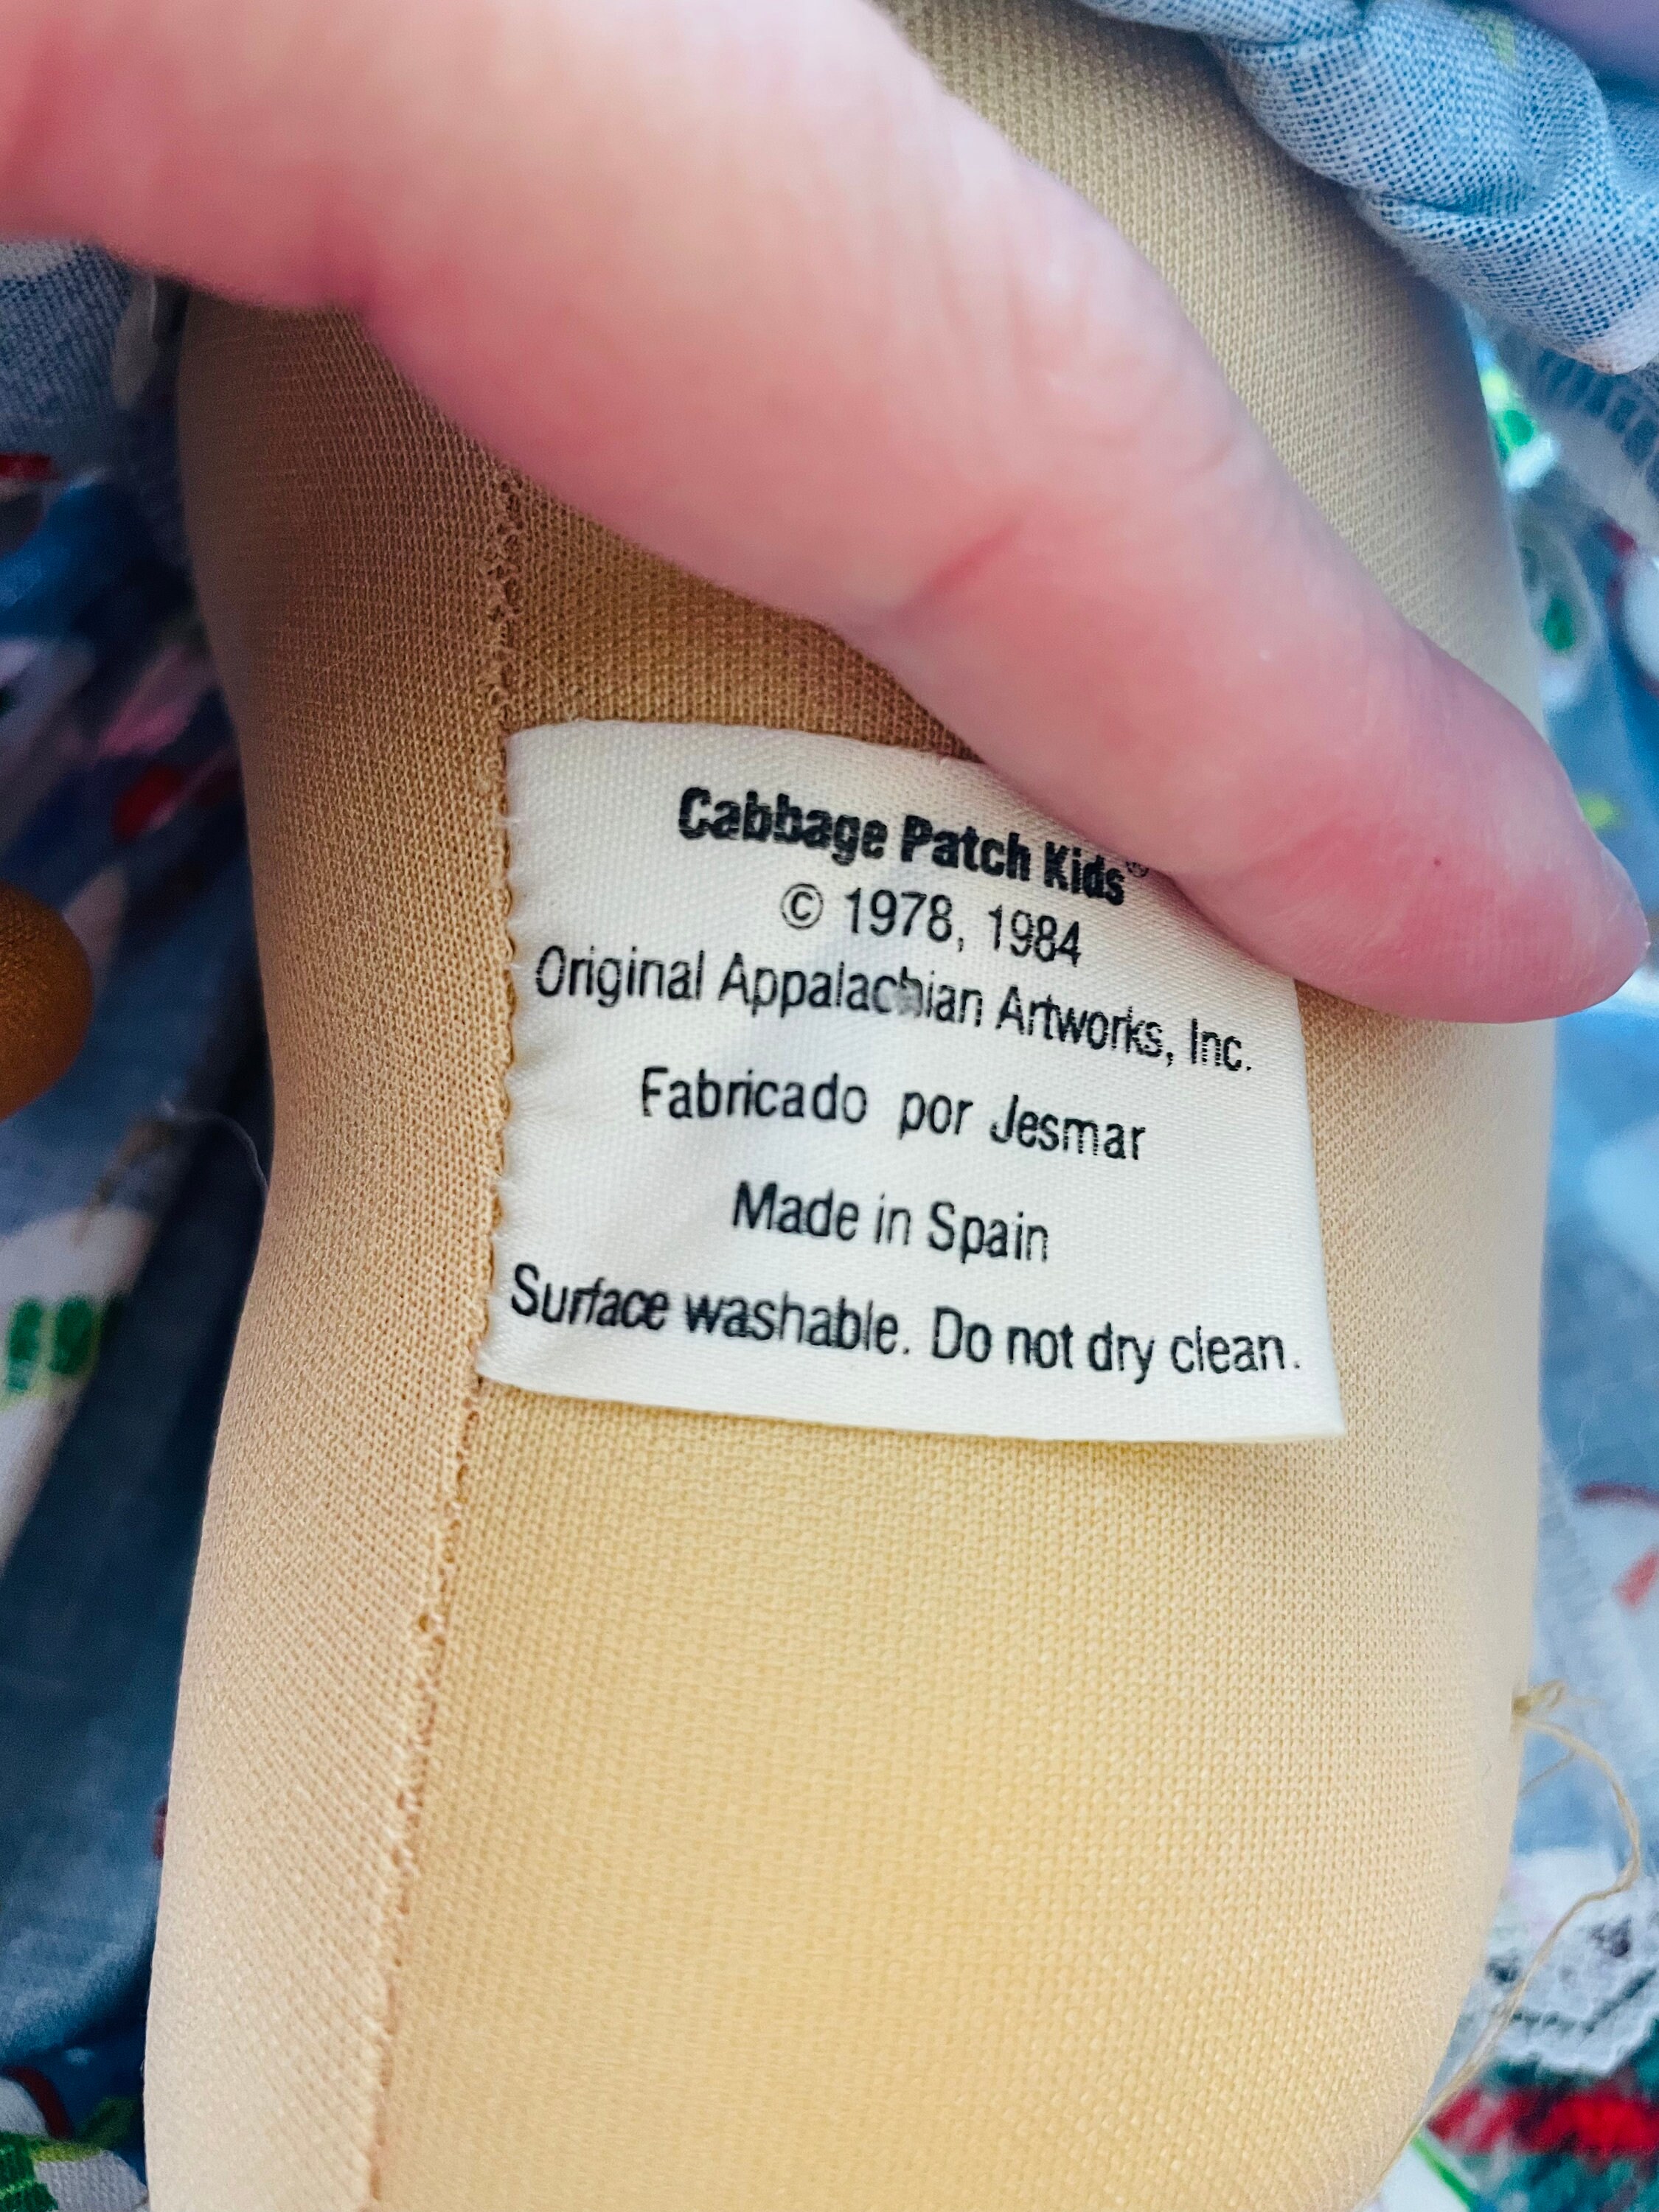 Cabbage Patch Kids®
© 1978, 1984
Original Appalachian Artworks, Inc.
Fabricado por Jesmar
Made in Spain
Surface washable. Do not dry clean.